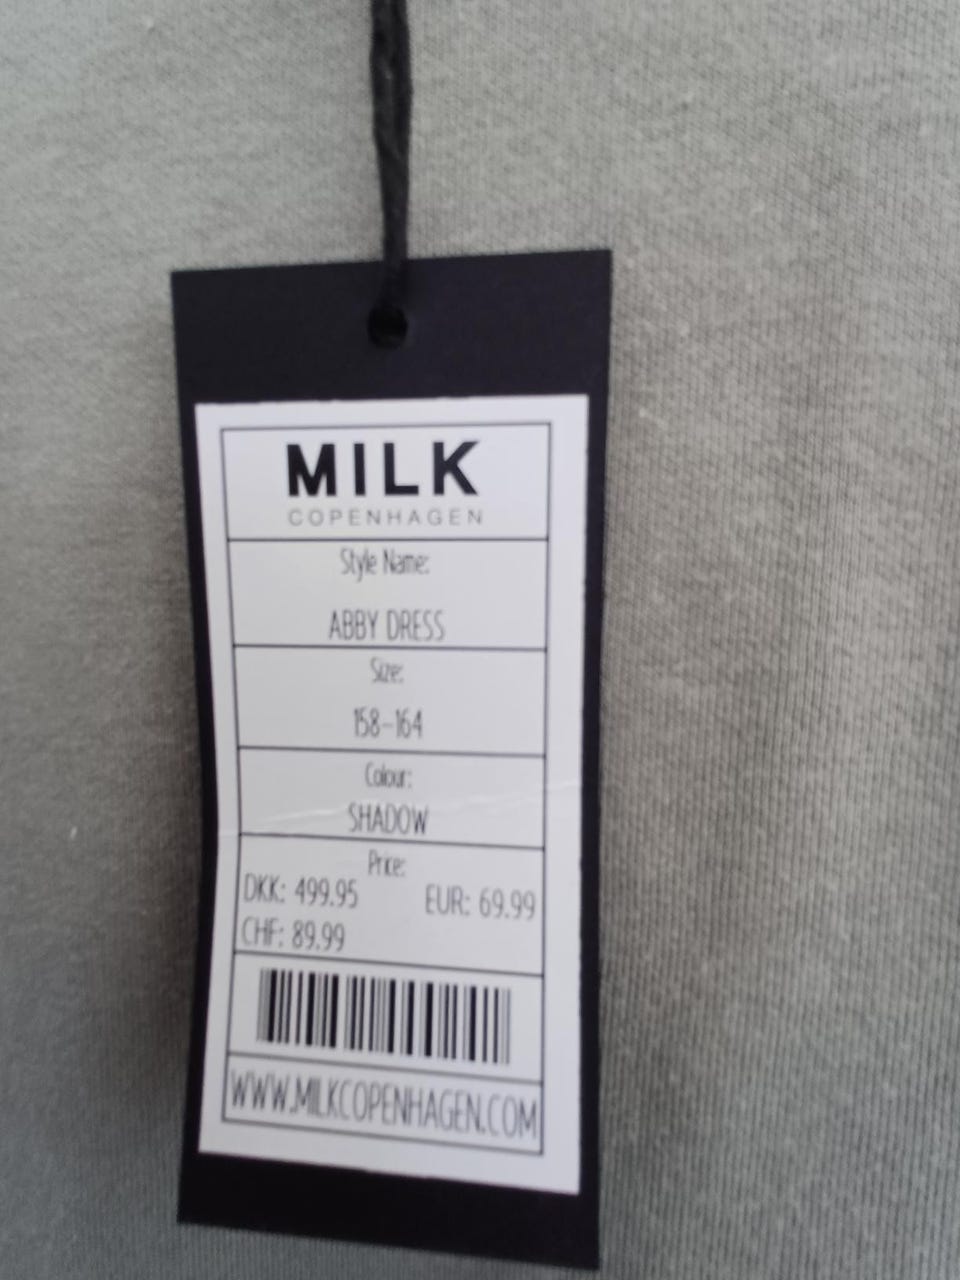 MILK
COPENHAGEN
Style Name:
ABBY DRESS
Size:
158-164
Colour:
SHADOW
Price:
DKK: 499.95 EUR: 69.99
CHF: 89.99
WWW.MILKCOPENHAGEN.COM